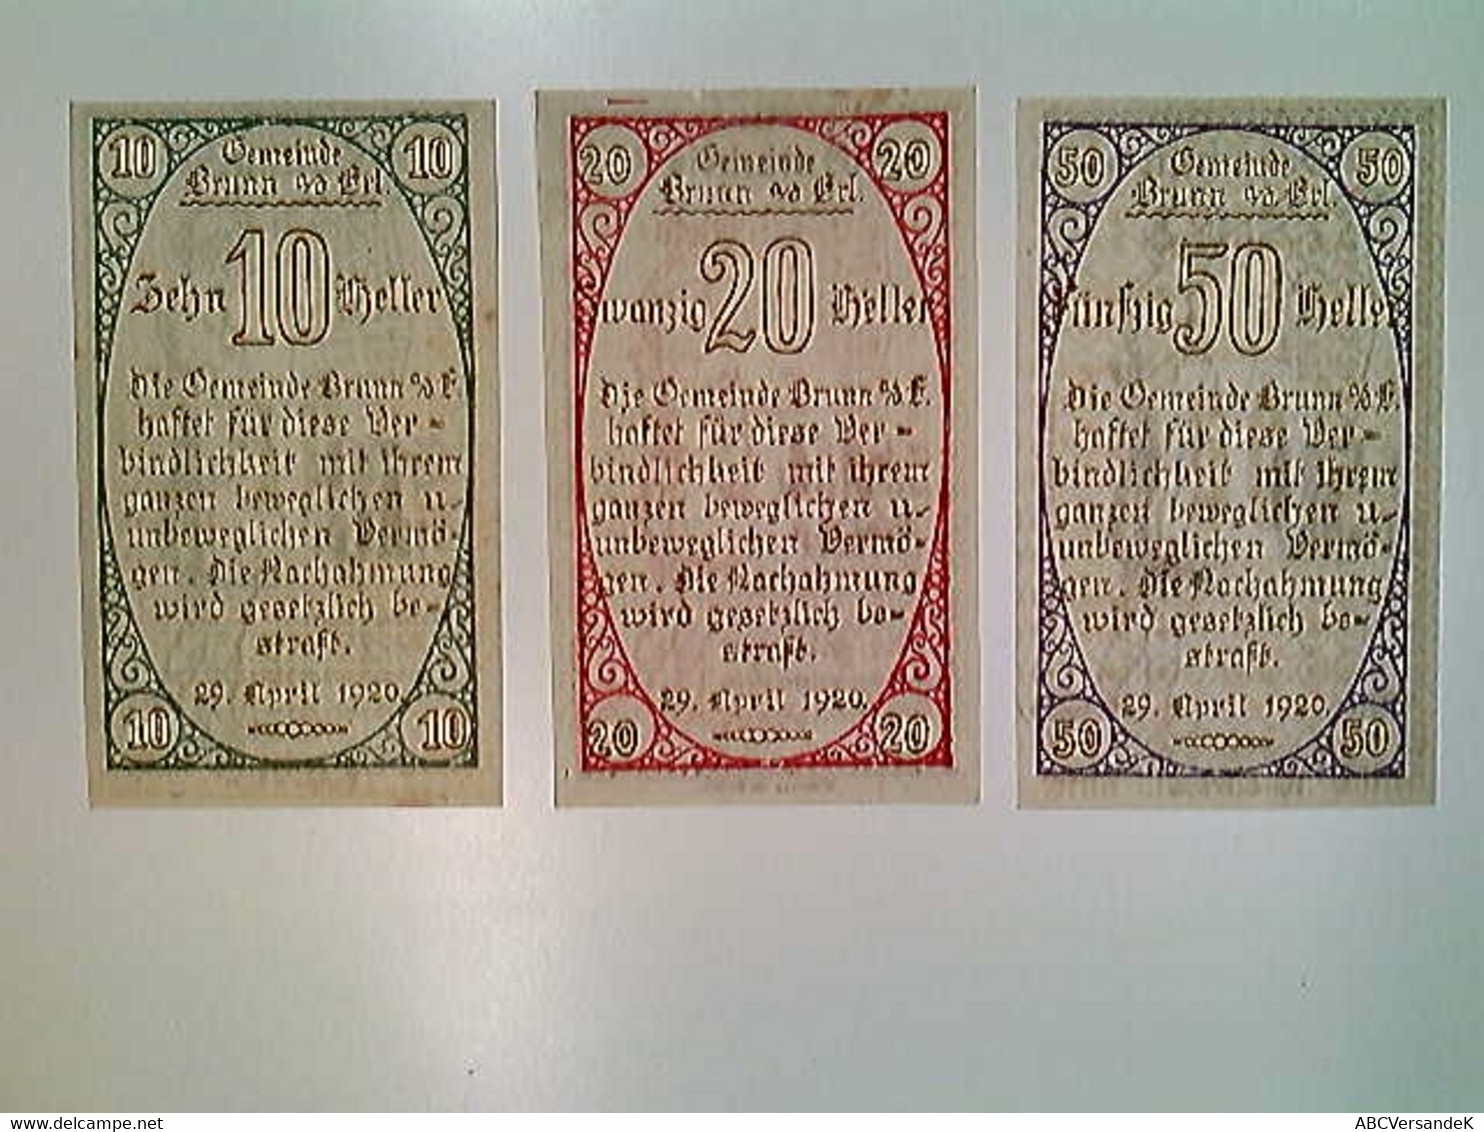 10 10
Gemeinde
Brunn a/d Erl.
Zehn 10 Heller
Die Gemeinde Brunn a/d E.
haftet für diese Ver-
bindlichkeit mit ihrem
ganzen beweglichen u.
unbeweglichen Vermö-
gen. Die Nachahmung
wird gesetzlich be-
straft.
29. April 1920.
10 10
20 20
Gemeinde
Brunn a/d Erl.
wanzig 20 Heller
Die Gemeinde Brunn a/d E.
haftet für diese Ver-
bindlichkeit mit ihrem
ganzen beweglichen u.
unbeweglichen Vermö-
gen. Die Nachahmung
wird gesetzlich be-
straft.
29. April 1920.
20 20
50 50
Gemeinde
Brunn a/d Erl.
Fünfzig 50 Heller
Die Gemeinde Brunn a/d E.
haftet für diese Ver-
bindlichkeit mit ihrem
ganzen beweglichen u.
unbeweglichen Vermö-
gen. Die Nachahmung
wird gesetzlich be-
straft.
29. April 1920.
50 50
www.delcampe.net
ABCVersandeK